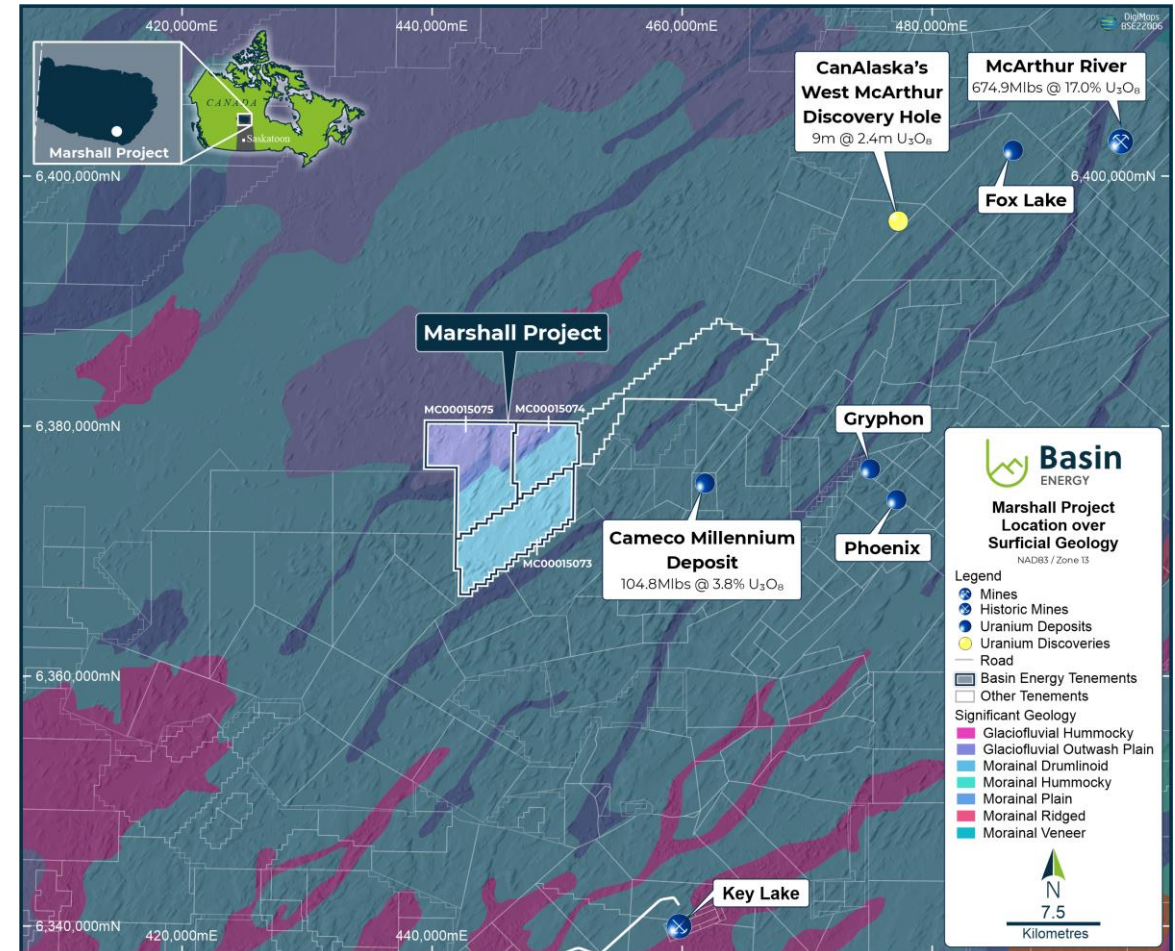 420,000mE
440,000mE
460,000mE
480,000mE
DigiMaps
BSE22006
CANADA
Saskatoon
Marshall Project
CanAlaska's
West McArthur
Discovery Hole
9m @ 2.4m U₃O₈
McArthur River
674.9Mlbs @ 17.0% U₃O₈
6,400,000mN
6,400,000mN
Fox Lake
Marshall Project
MC00015075
MC00015074
6,380,000mN
Gryphon
Cameco Millennium
Deposit
104.8Mlbs @ 3.8% U₃O₈
Phoenix
MC00015073
6,360,000mN
Key Lake
6,340,000mN
420,000mE
440,000mE
Basin
ENERGY
Marshall Project
Location over
Surficial Geology
NAD83 / Zone 13
Legend
Mines
Historic Mines
Uranium Deposits
Uranium Discoveries
Road
Basin Energy Tenements
Other Tenements
Significant Geology
Glaciofluvial Hummocky
Glaciofluvial Outwash Plain
Morainal Drumlinoid
Morainal Hummocky
Morainal Plain
Morainal Ridged
Morainal Veneer
N
7.5
Kilometres